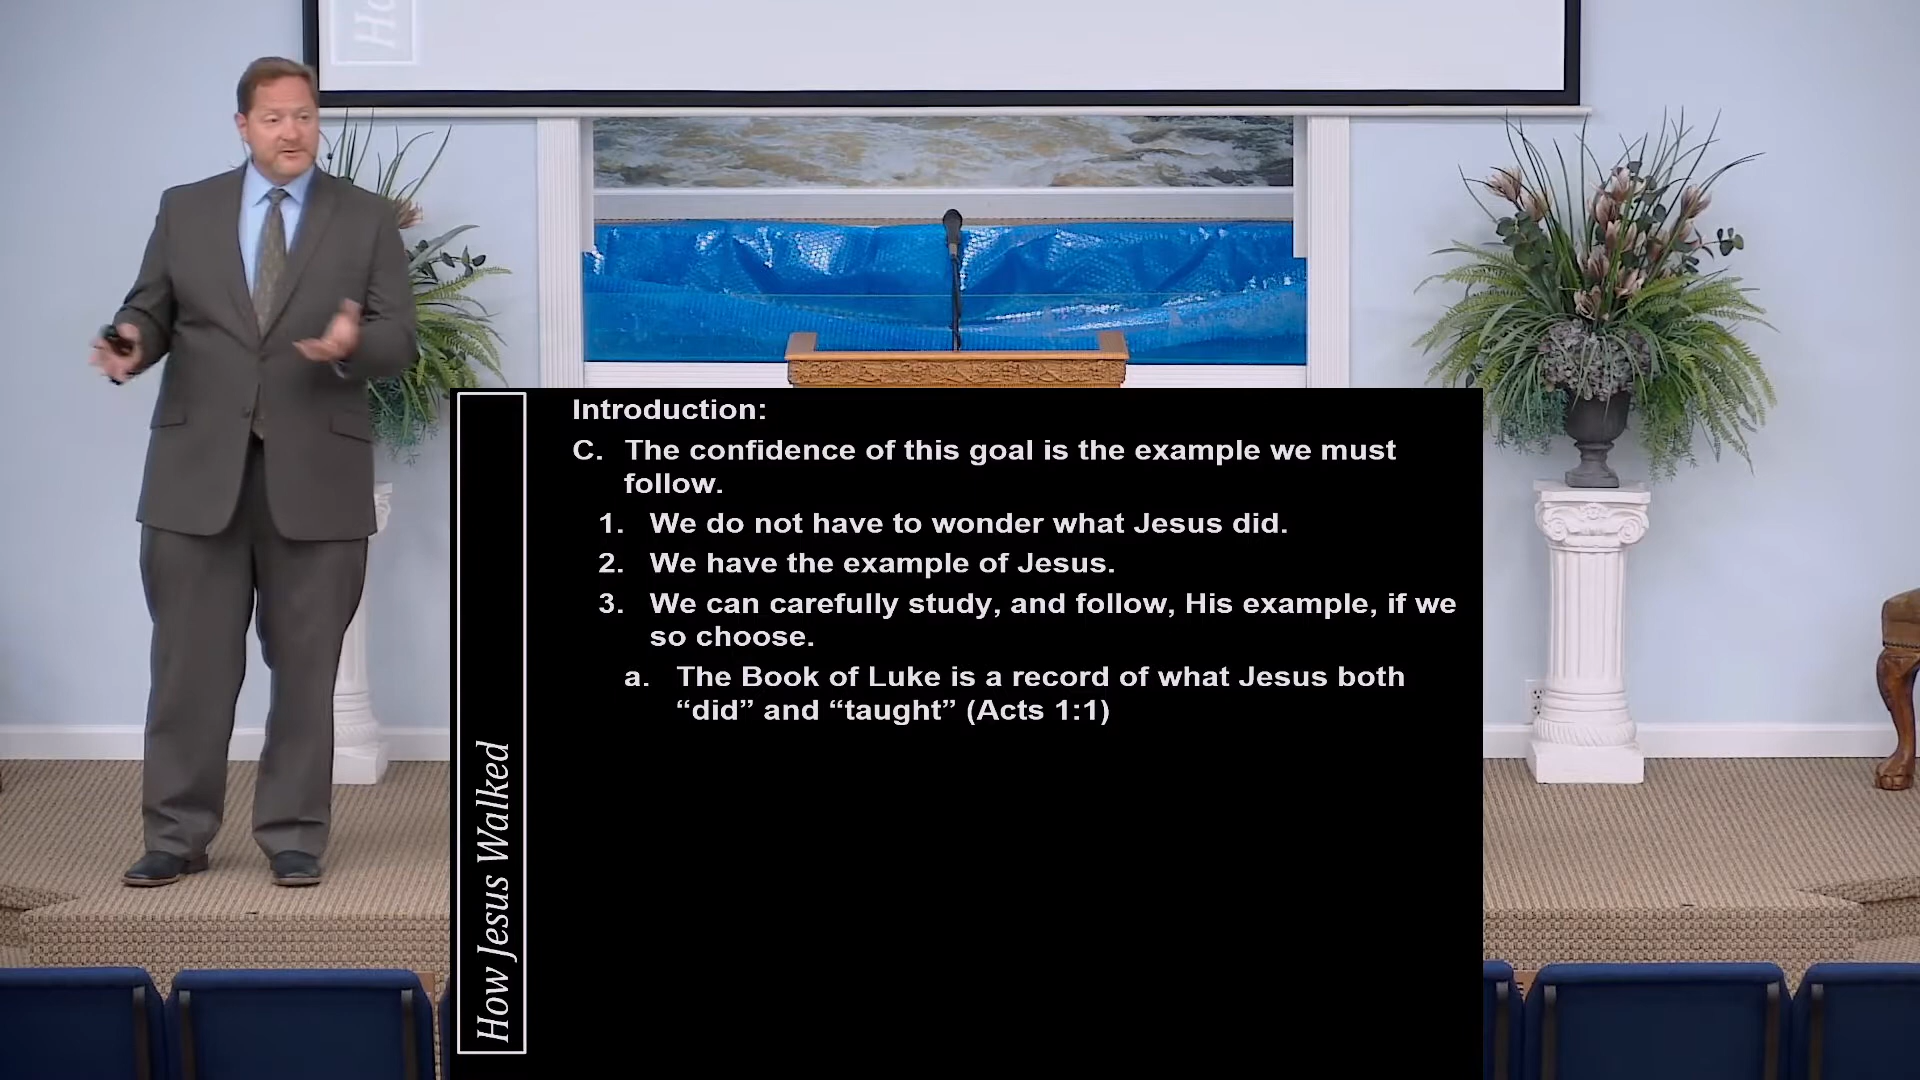 Ho
Introduction:
C. The confidence of this goal is the example we must
follow.
1. We do not have to wonder what Jesus did.
2. We have the example of Jesus.
3. We can carefully study, and follow, His example, if we
so choose.
a. The Book of Luke is a record of what Jesus both
“did” and “taught” (Acts 1:1)
How Jesus Walked